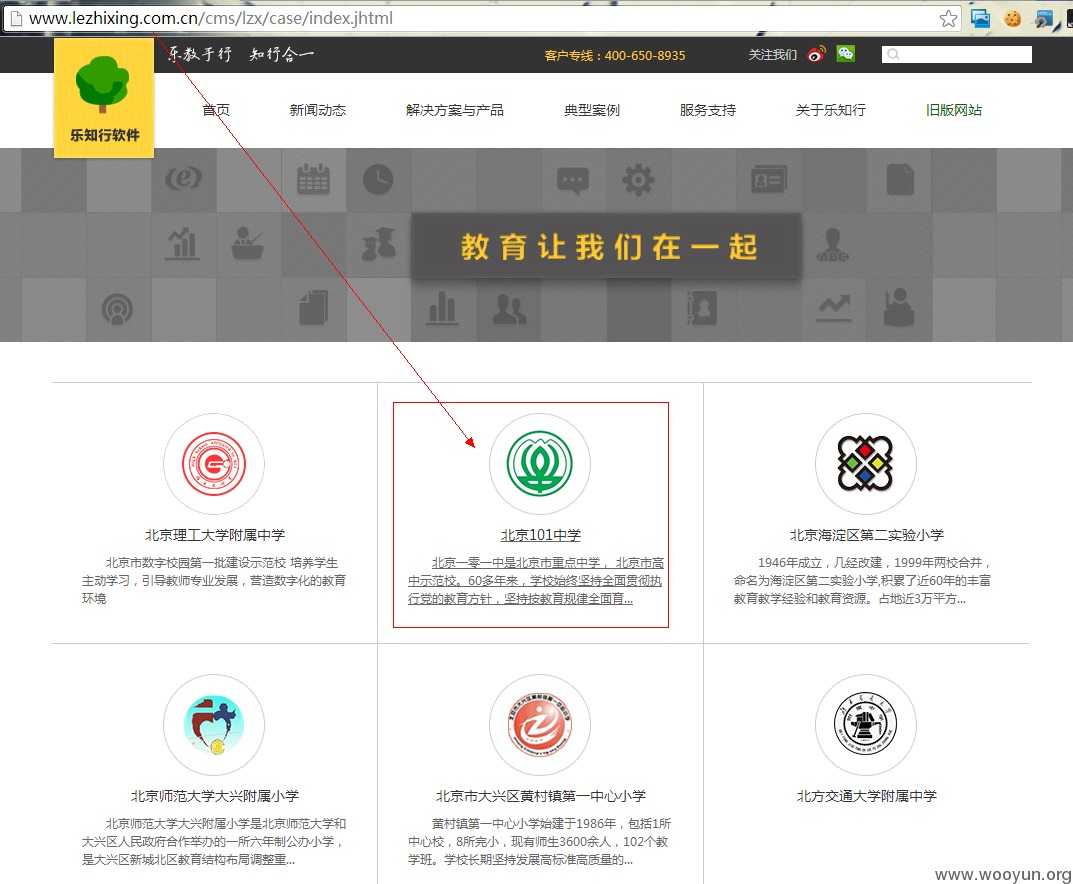 www.lezhixing.com.cn/cms/lzx/case/index.jhtml
乐教于行 知行合一
客户专线：400-650-8935
关注我们
乐知行软件
首页
新闻动态
解决方案与产品
典型案例
服务支持
关于乐知行
旧版网站
教育让我们在一起
ABC
北京理工大学附属中学
北京市数字校园第一批建设示范校 培养学生
主动学习，引导教师专业发展，营造数字化的教育
环境
北京101中学
北京一零一中是北京市重点中学， 北京市高
中示范校。60多年来，学校始终坚持全面贯彻执
行党的教育方针，坚持按教育规律全面育...
北京海淀区第二实验小学
1946年成立，几经改建，1999年两校合并，
命名为海淀区第二实验小学,积累了近60年的丰富
教育教学经验和教育资源。占地近3万平方...
北京师范大学大兴附属小学
北京师范大学大兴附属小学是北京师范大学和
大兴区人民政府合作举办的一所六年制公办小学，
是大兴区新城北区教育结构布局调整重...
北京市大兴区黄村镇第一中心小学
黄村镇第一中心小学始建于1986年，包括1所
中心校，8所完小，现有师生3600余人，102个教
学班。学校长期坚持发展高标准高质量的...
北方交通大学附属中学
www.wooyun.org